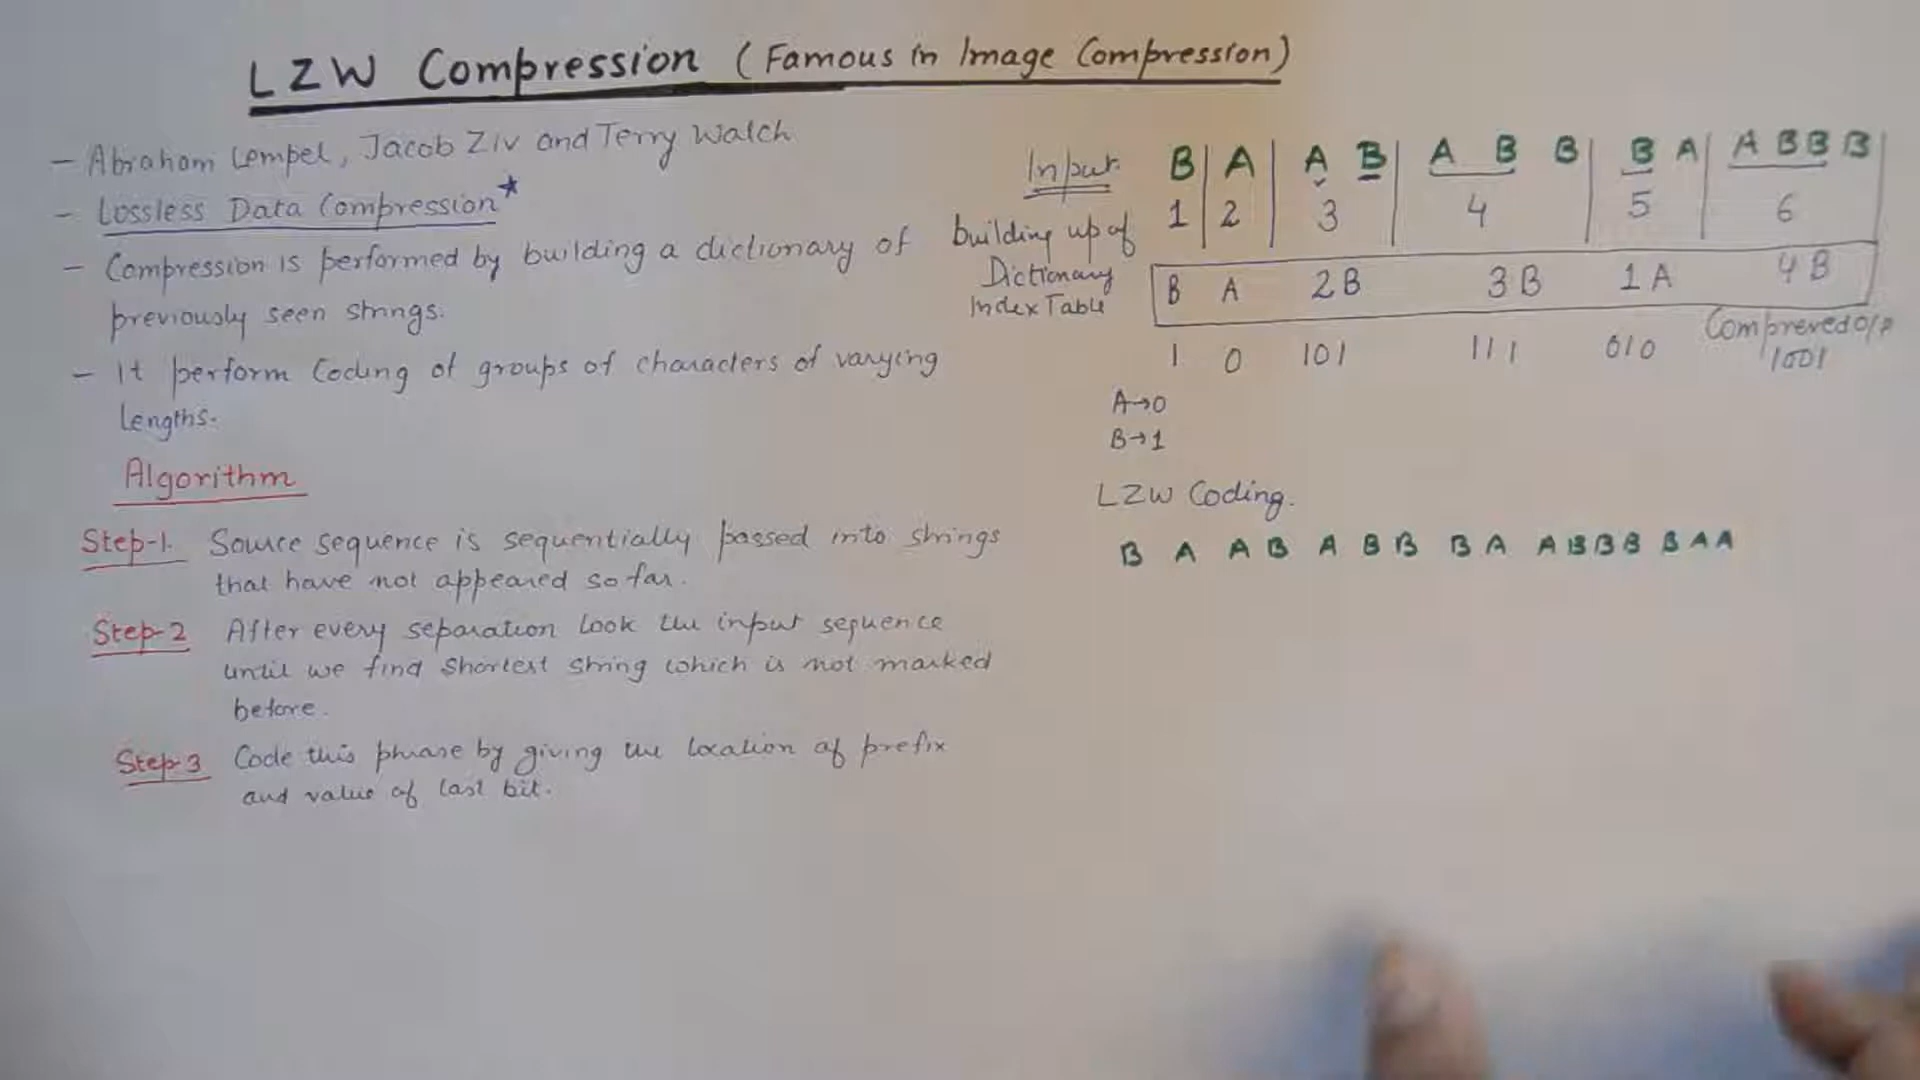 LZW Compression (Famous in Image Compression)
- Abraham Lempel, Jacob Ziv and Terry Walch
- Lossless Data Compression*
- Compression is performed by building a dictionary of
previously seen strings.
- It perform Coding of groups of characters of varying
lengths.
Algorithm
Step-1. Source sequence is sequentially passed into strings
that have not appeared so far.
Step-2 After every separation look the input sequence
until we find shortest string which is not marked
before.
Step-3 Code this phrase by giving the location of prefix
and value of last bit.
Input B | A | A B | A B B | B A | A B B B |
1 | 2 | 3 | 4 | 5 | 6
building up of
Dictionary
Index Table
B A 2B 3B 1A 4B
Compressed O/P
1 0 101 111 010 1001
A→0
B→1
LZW Coding.
B A A B A B B B A A B B B B A A